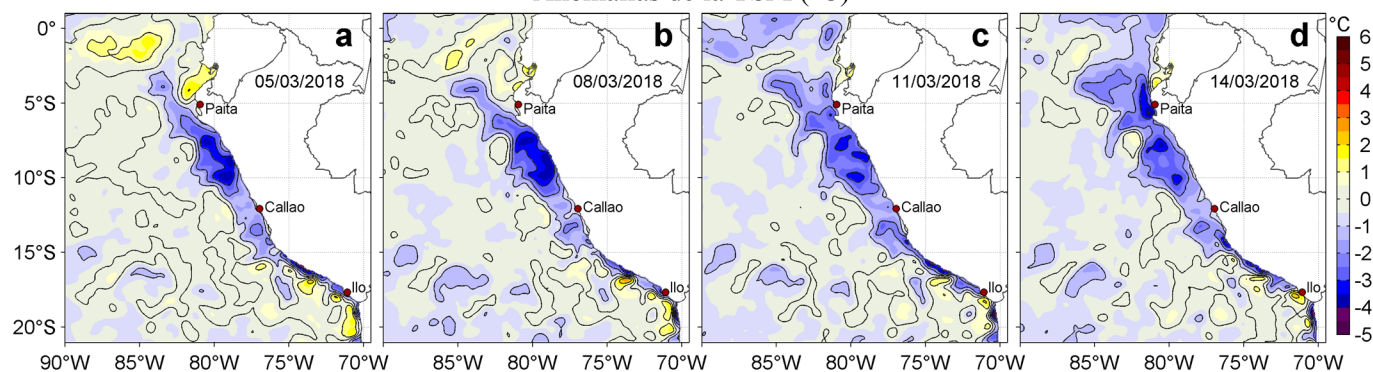 a
b
c
d
°C
05/03/2018
08/03/2018
11/03/2018
14/03/2018
Paita
Paita
Paita
Paita
Callao
Callao
Callao
Callao
Ilo
Ilo
Ilo
Ilo
0°
5°S
10°S
15°S
20°S
90°W 85°W 80°W 75°W 70°W
85°W 80°W 75°W 70°W
85°W 80°W 75°W 70°W
85°W 80°W 75°W 70°W
6
5
4
3
2
1
0
-1
-2
-3
-4
-5